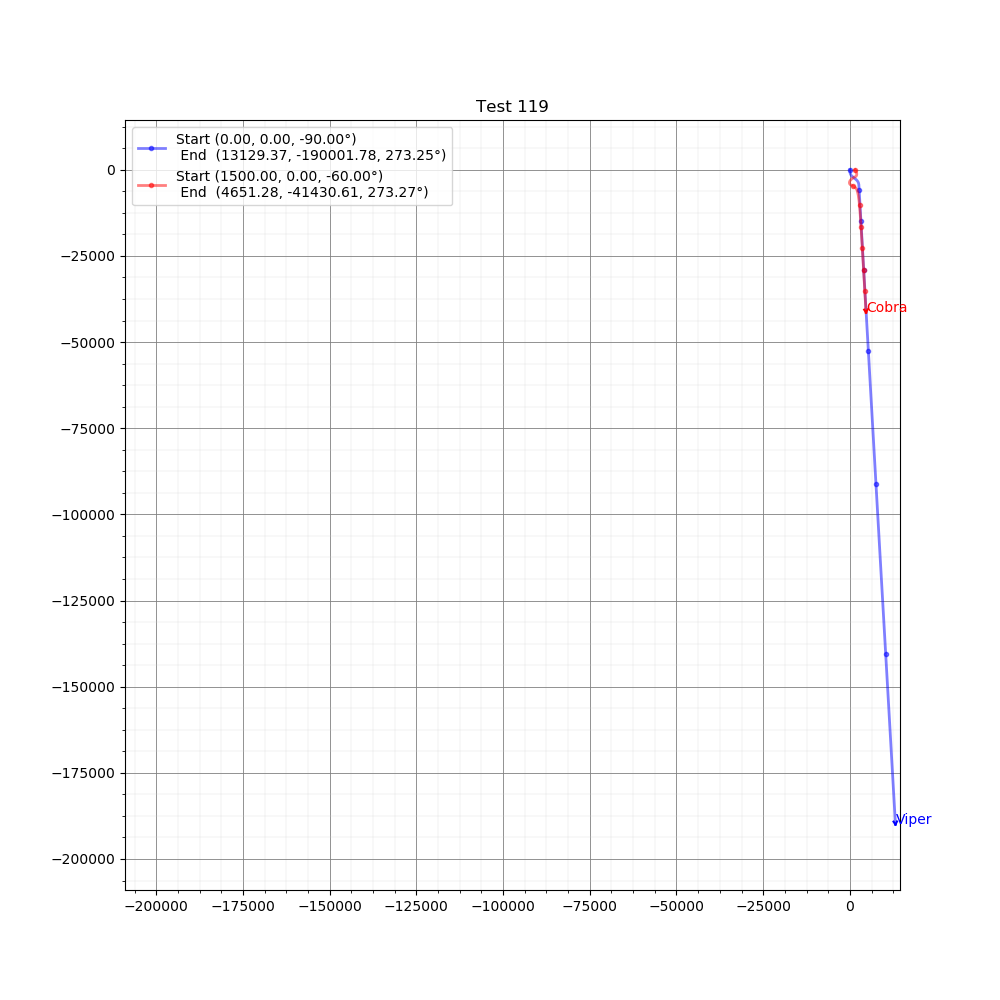 Test 119
Start (0.00, 0.00, -90.00°)
End (13129.37, -190001.78, 273.25°)
Start (1500.00, 0.00, -60.00°)
End (4651.28, -41430.61, 273.27°)
0
−25000
Cobra
−50000
−75000
−100000
−125000
−150000
−175000
Viper
−200000
−200000 −175000 −150000 −125000 −100000 −75000 −50000 −25000 0